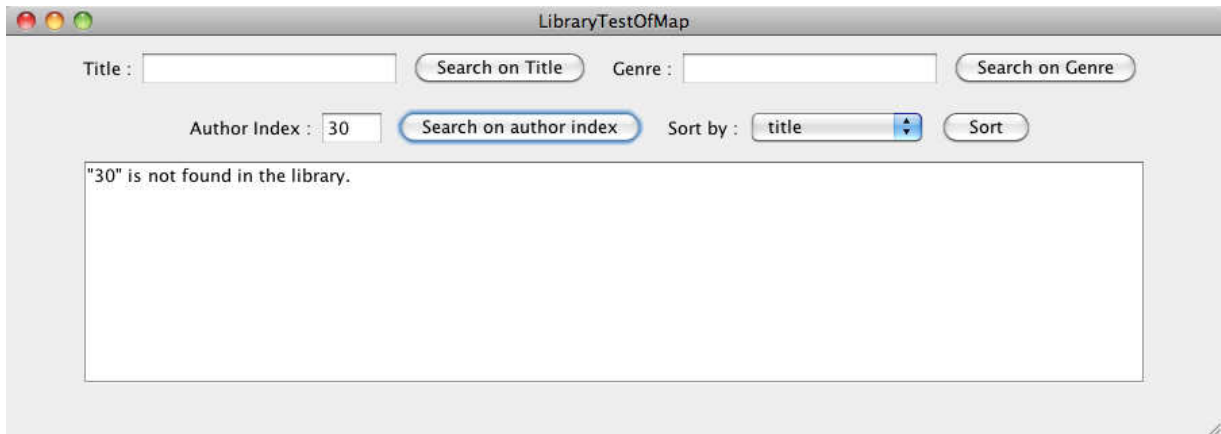 LibraryTestOfMap
Title : Search on Title Genre : Search on Genre
Author Index : 30 Search on author index Sort by : title Sort
"30" is not found in the library.